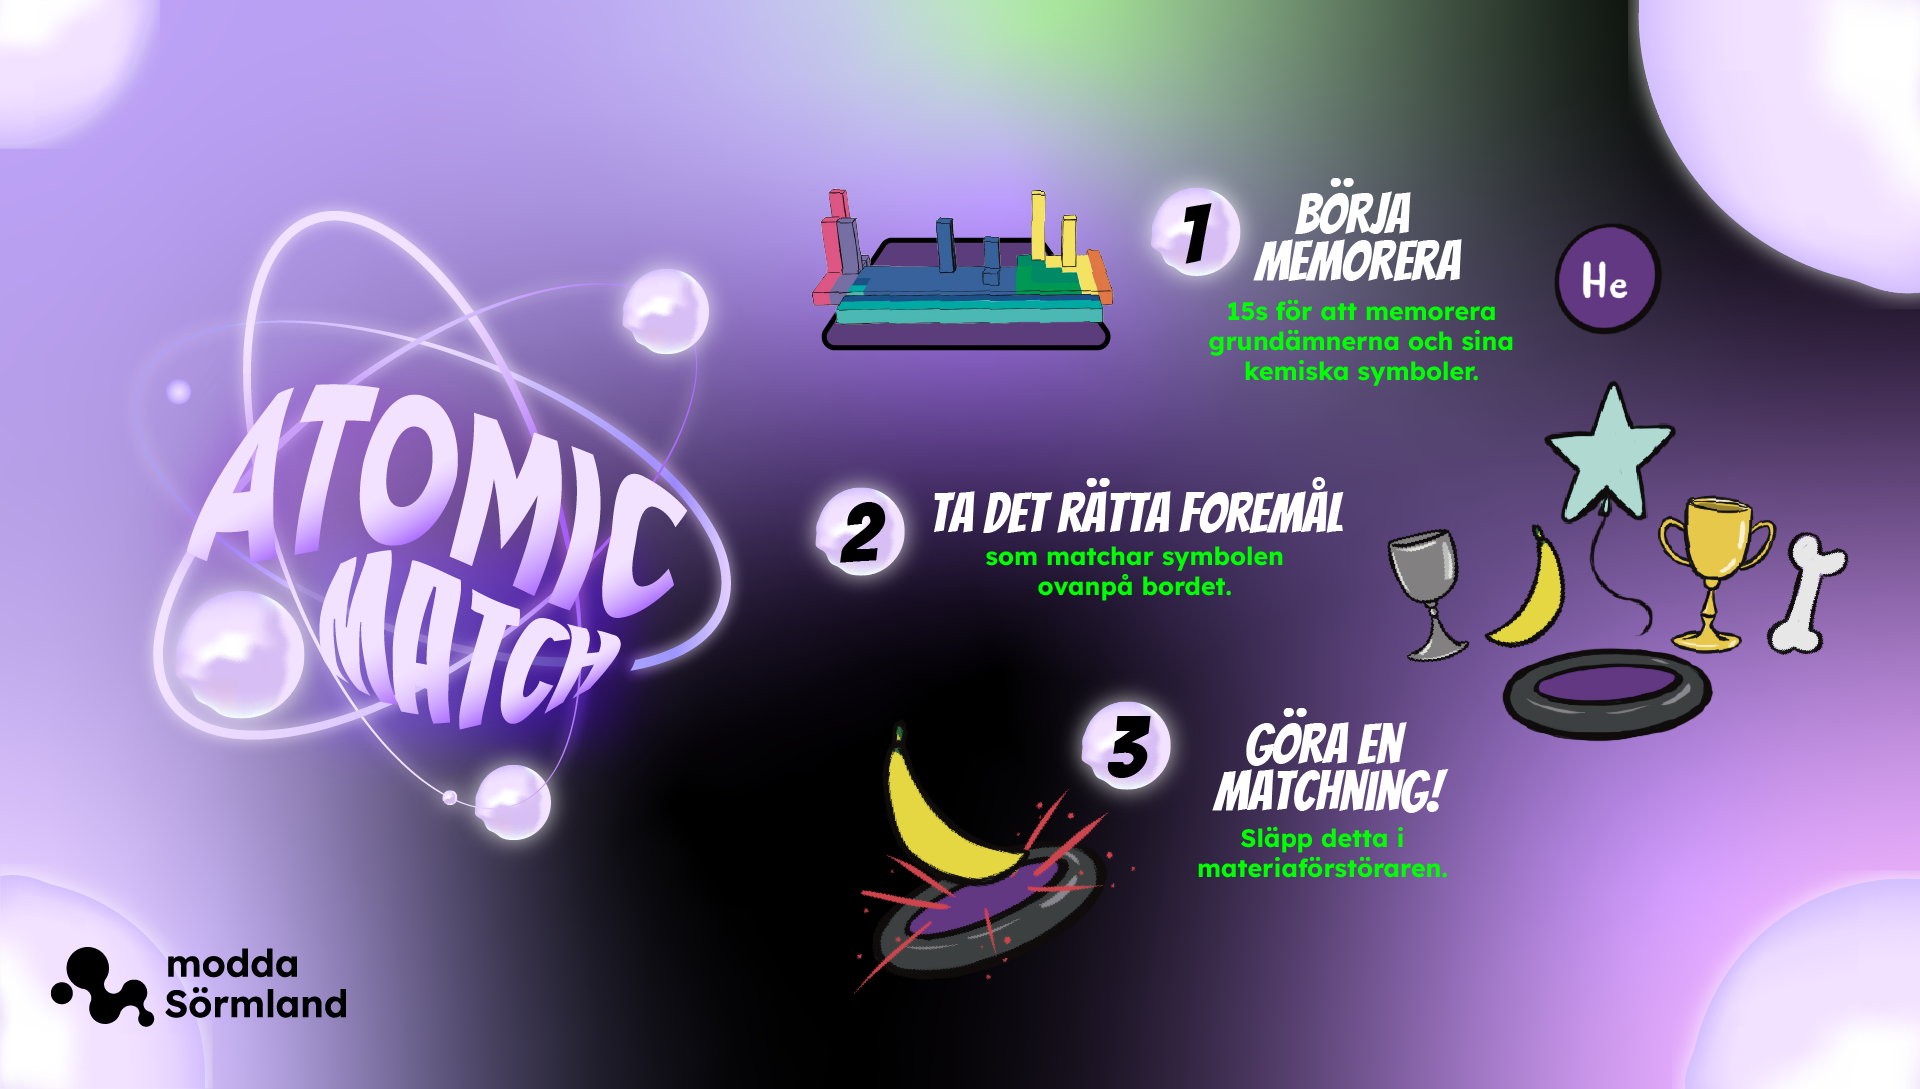 ATOMIC
MATCH
1
BÖRJA
MEMORERA
15s för att memorera
grundämnerna och sina
kemiska symboler.
He
2
TA DET RÄTTA FOREMÅL
som matchar symbolen
ovanpå bordet.
3
GÖRA EN
MATCHNING!
Släpp detta i
materiaförstöraren.
modda
Sörmland